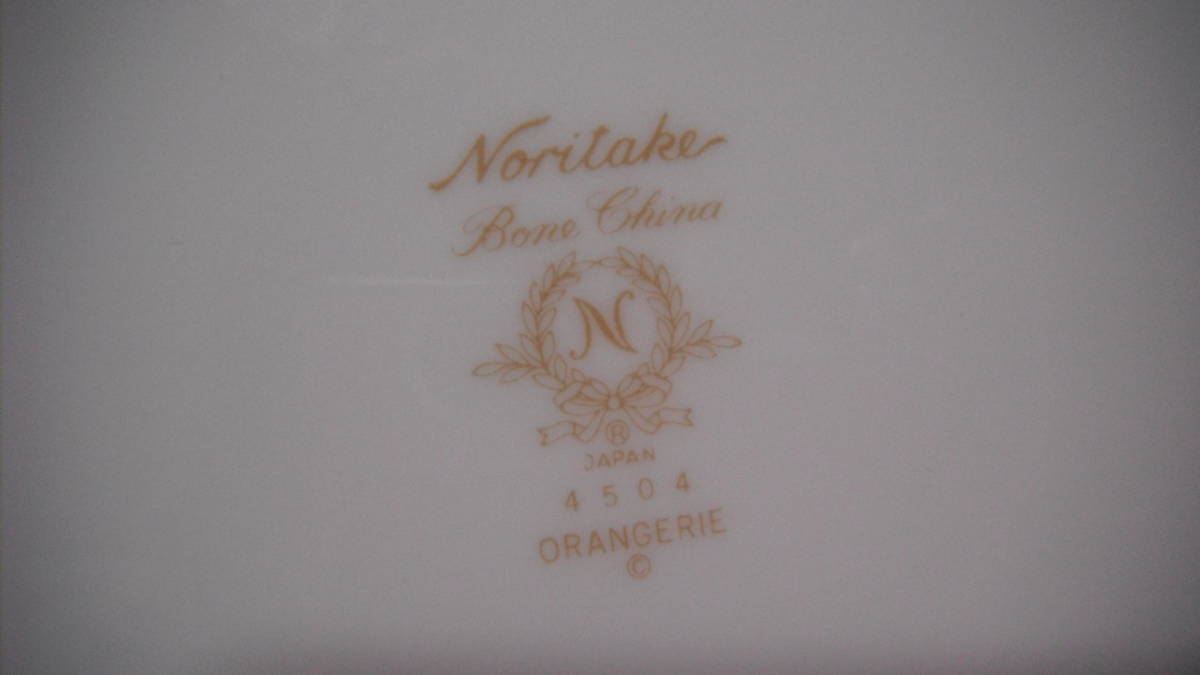 Noritake
Bone China
N
®
JAPAN
4504
ORANGERIE
©